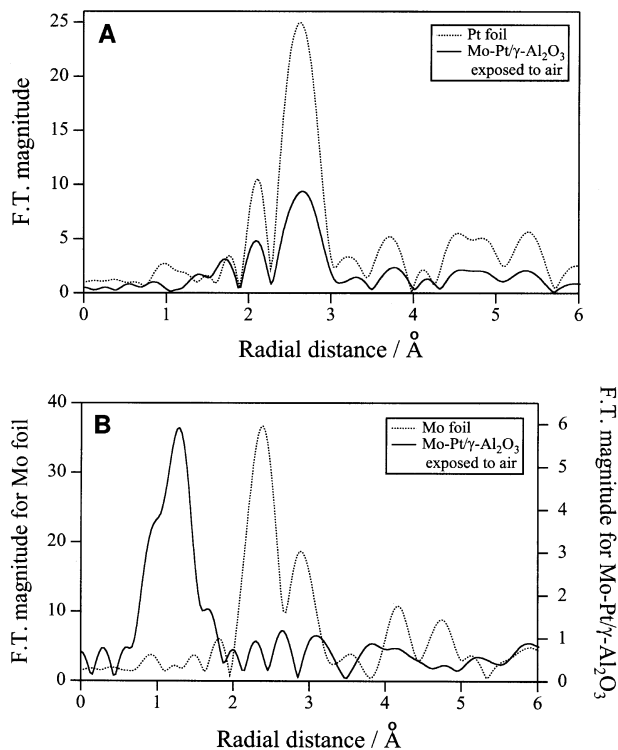 A
F.T. magnitude
25
20
15
10
5
0
Pt foil
Mo-Pt/γ-Al₂O₃
exposed to air
0 1 2 3 4 5 6
Radial distance / Å
B
F.T. magnitude for Mo foil
40
30
20
10
0
Mo foil
Mo-Pt/γ-Al₂O₃
exposed to air
6
5
4
3
2
1
0
F.T. magnitude for Mo-Pt/γ-Al₂O₃
0 1 2 3 4 5 6
Radial distance / Å